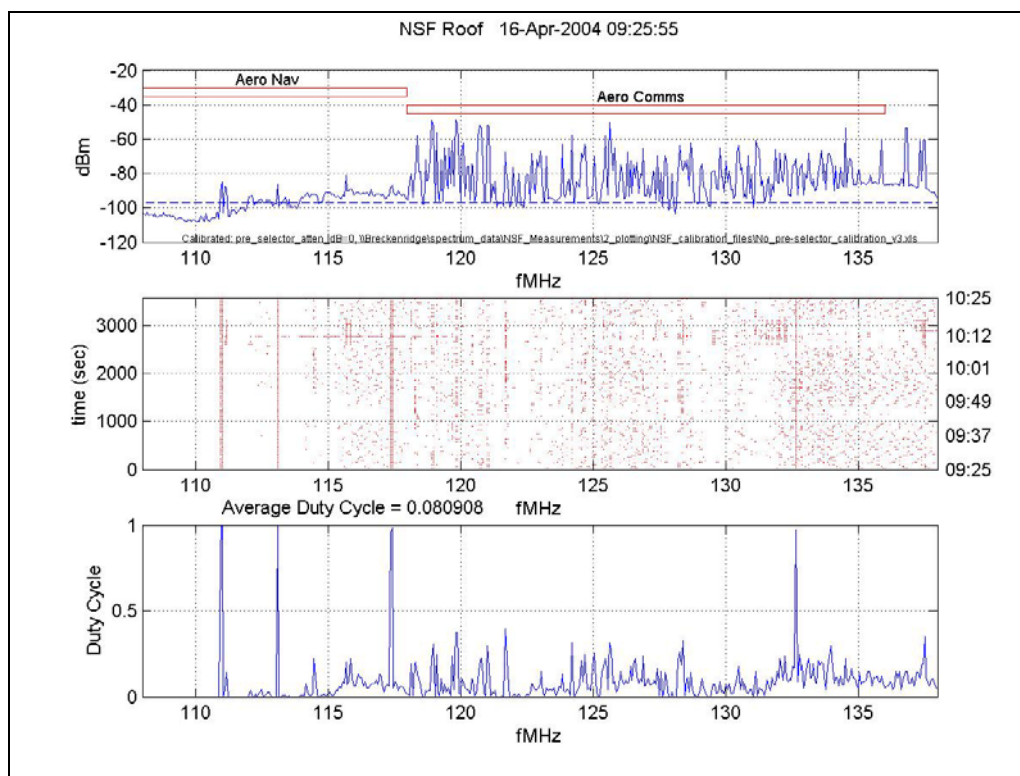 NSF Roof 16-Apr-2004 09:25:55
-20
-40
-60
-80
-100
-120
dBm
Aero Nav
Aero Comms
Calibrated: pre_selector_atten_dB=0, \\Breckenridge\spectrum_data\NSF_Measurements\2_plotting\NSF_calibration_files\No_pre-selector_calibration_v3.xls
110 115 120 125 130 135
fMHz
3000
2000
1000
0
time (sec)
10:25
10:12
10:01
09:49
09:37
09:25
110 115 120 125 130 135
fMHz
Average Duty Cycle = 0.080908
1
0.5
0
Duty Cycle
110 115 120 125 130 135
fMHz